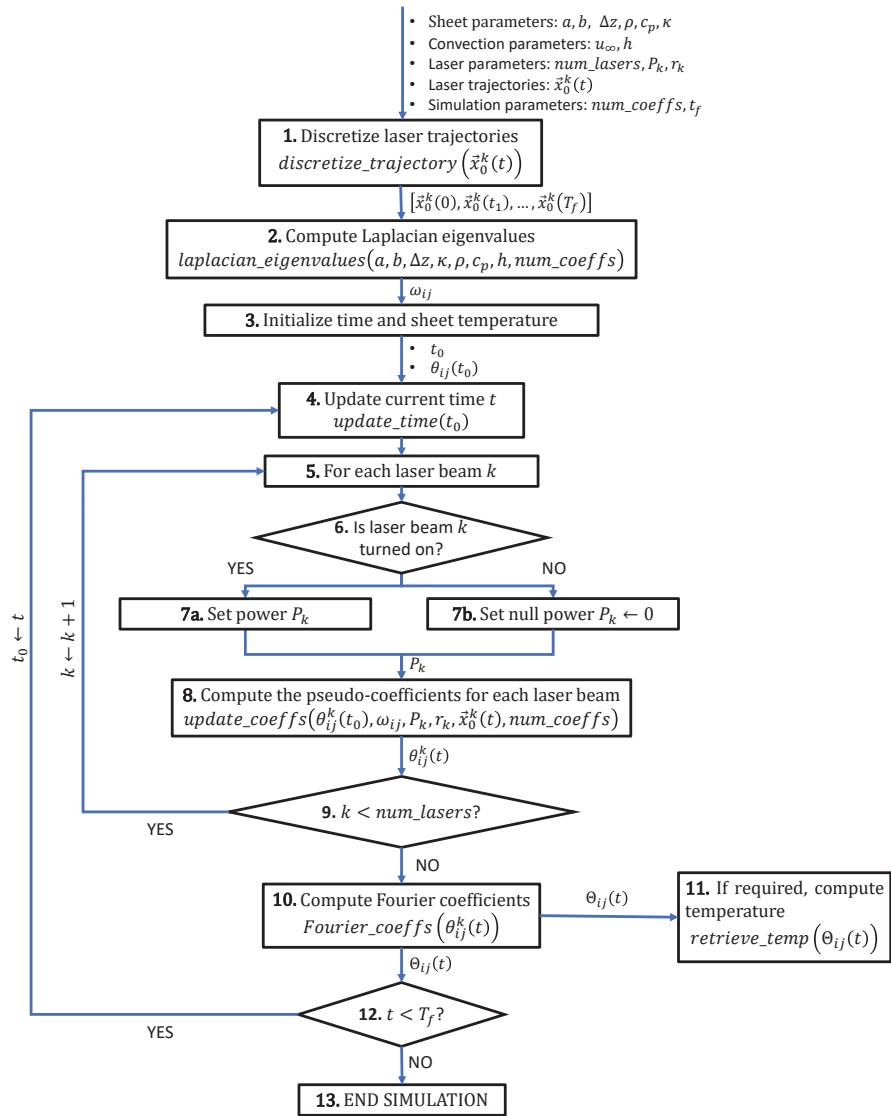 • Sheet parameters: a, b, Δz, ρ, c_p, κ
• Convection parameters: u_∞, h
• Laser parameters: num_lasers, P_k, r_k
• Laser trajectories: x⃗_0^k(t)
• Simulation parameters: num_coeffs, t_f
1. Discretize laser trajectories
discretize_trajectory(x⃗_0^k(t))
[x⃗_0^k(0), x⃗_0^k(t_1), …, x⃗_0^k(T_f)]
2. Compute Laplacian eigenvalues
laplacian_eigenvalues(a, b, Δz, κ, ρ, c_p, h, num_coeffs)
ω_ij
3. Initialize time and sheet temperature
• t_0
• θ_ij(t_0)
4. Update current time t
update_time(t_0)
5. For each laser beam k
6. Is laser beam k
turned on?
YES
NO
7a. Set power P_k
7b. Set null power P_k ← 0
t_0 ← t
k ← k + 1
P_k
8. Compute the pseudo-coefficients for each laser beam
update_coeffs(θ_ij^k(t_0), ω_ij, P_k, r_k, x⃗_0^k(t), num_coeffs)
θ_ij^k(t)
9. k < num_lasers?
YES
NO
10. Compute Fourier coefficients
Fourier_coeffs(θ_ij^k(t))
Θ_ij(t)
11. If required, compute
temperature
retrieve_temp(Θ_ij(t))
Θ_ij(t)
12. t < T_f?
YES
NO
13. END SIMULATION